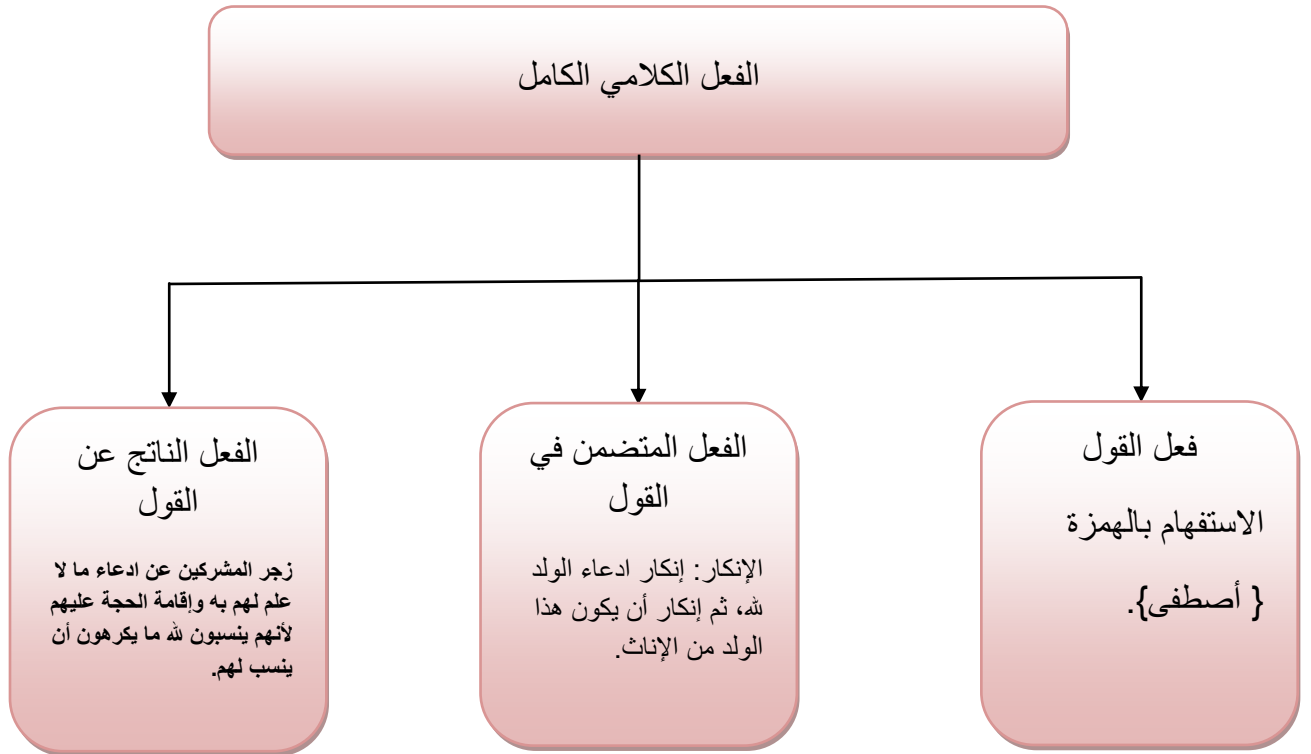 الفعل الكلامي الكامل
فعل القول
الاستفهام بالهمزة
{ أصطفى}.
الفعل المتضمن في
القول
الإنكار: إنكار ادعاء الولد
لله، ثم إنكار أن يكون هذا
الولد من الإناث.
الفعل الناتج عن
القول
زجر المشركين عن ادعاء ما لا
علم لهم به وإقامة الحجة عليهم
لأنهم ينسبون لله ما يكرهون أن
ينسب لهم.